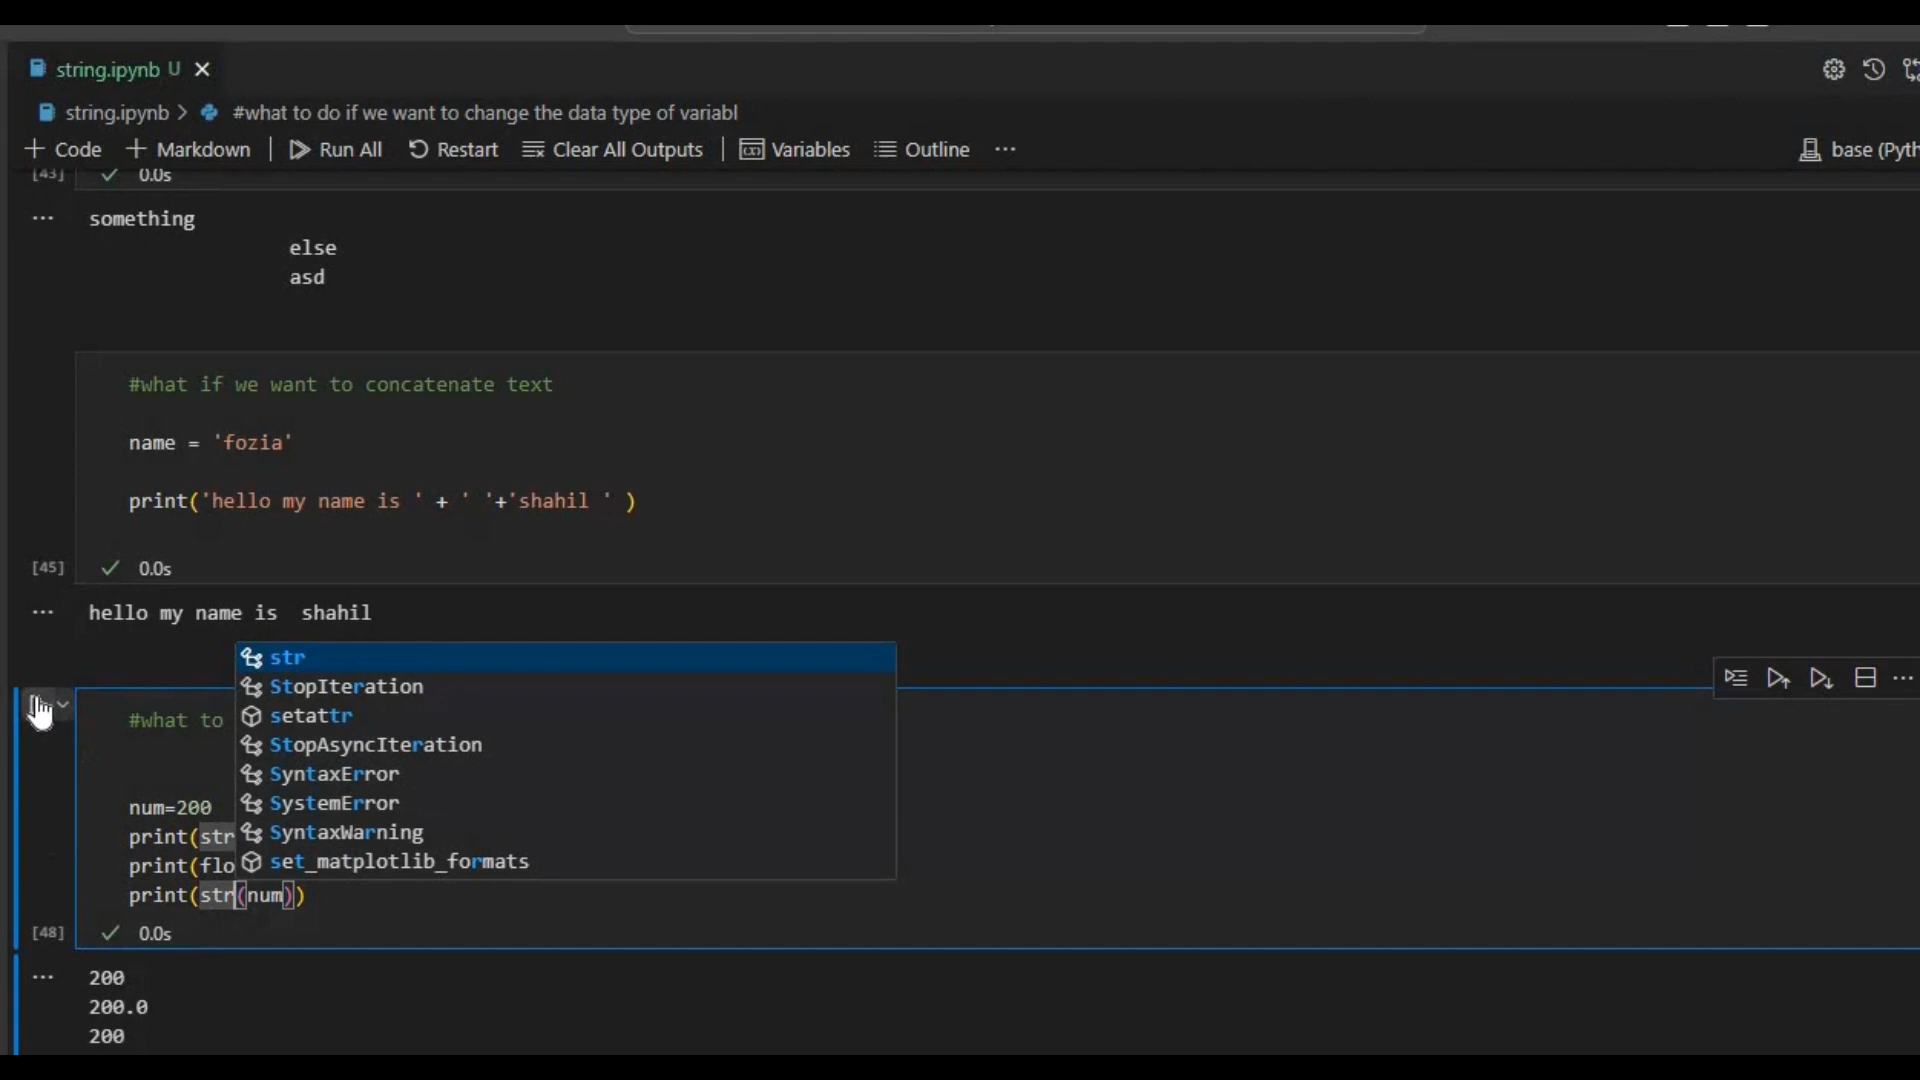 string.ipynb U
string.ipynb > #what to do if we want to change the data type of variabl
+ Code + Markdown Run All Restart Clear All Outputs Variables Outline ...
base (Pyth
[43] 0.0s
something
else
asd
#what if we want to concatenate text
name = 'fozia'
print('hello my name is ' + ' '+'shahil ' )
[45] 0.0s
hello my name is  shahil
str
StopIteration
setattr
StopAsyncIteration
SyntaxError
SystemError
SyntaxWarning
set_matplotlib_formats
#what to
num=200
print(str
print(flo
print(str(num))
[48] 0.0s
200
200.0
200